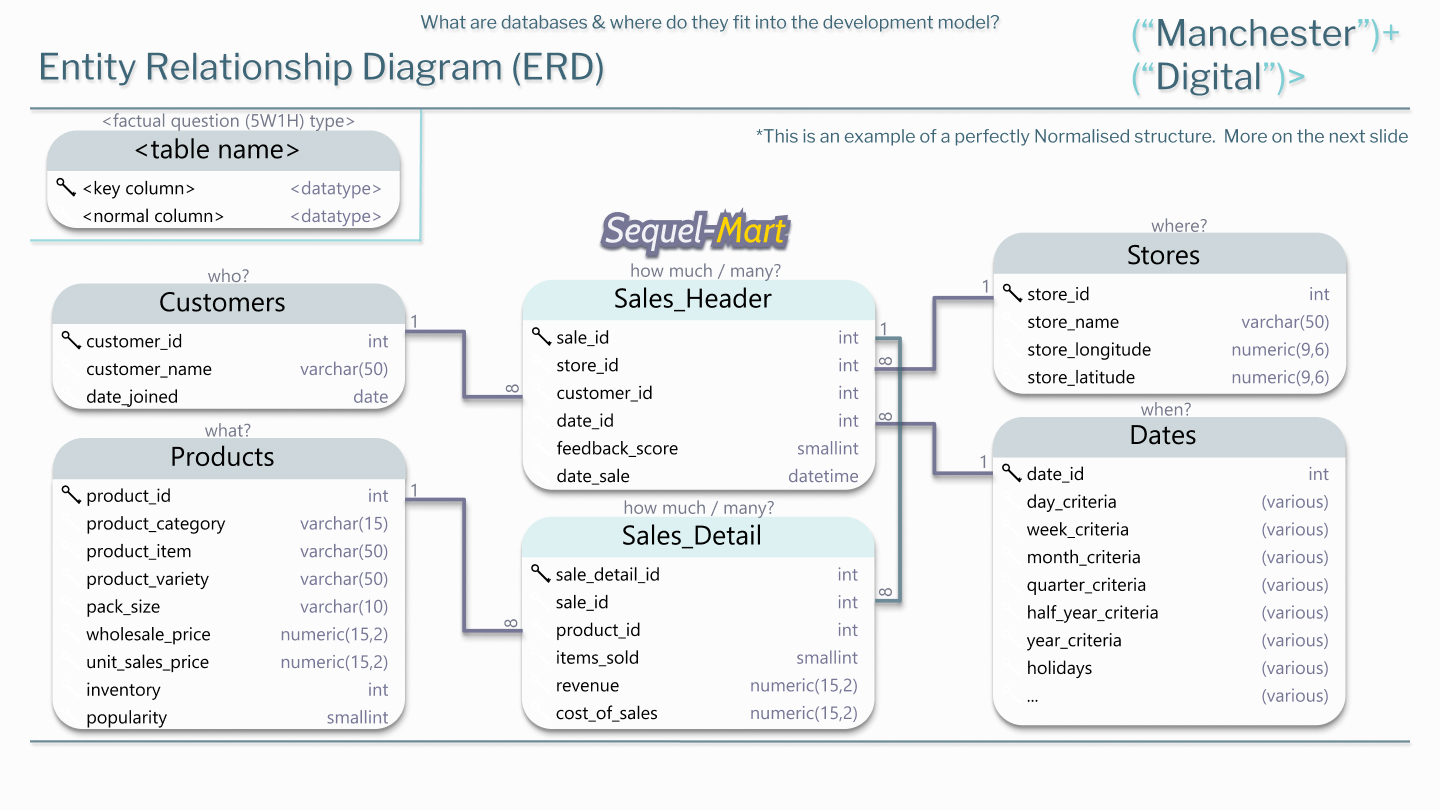 What are databases & where do they fit into the development model?
Entity Relationship Diagram (ERD)
(“Manchester”)+
(“Digital”)>
<factual question (5W1H) type>
<table name>
<key column> <datatype>
<normal column> <datatype>
*This is an example of a perfectly Normalised structure. More on the next slide
Sequel-Mart
who?
Customers
customer_id int
customer_name varchar(50)
date_joined date
1
8
what?
Products
product_id int
product_category varchar(15)
product_item varchar(50)
product_variety varchar(50)
pack_size varchar(10)
wholesale_price numeric(15,2)
unit_sales_price numeric(15,2)
inventory int
popularity smallint
1
8
how much / many?
Sales_Header
sale_id int
store_id int
customer_id int
date_id int
feedback_score smallint
date_sale datetime
1
8
8
how much / many?
Sales_Detail
sale_detail_id int
sale_id int
product_id int
items_sold smallint
revenue numeric(15,2)
cost_of_sales numeric(15,2)
8
where?
Stores
1
store_id int
store_name varchar(50)
store_longitude numeric(9,6)
store_latitude numeric(9,6)
when?
Dates
1
date_id int
day_criteria (various)
week_criteria (various)
month_criteria (various)
quarter_criteria (various)
half_year_criteria (various)
year_criteria (various)
holidays (various)
... (various)